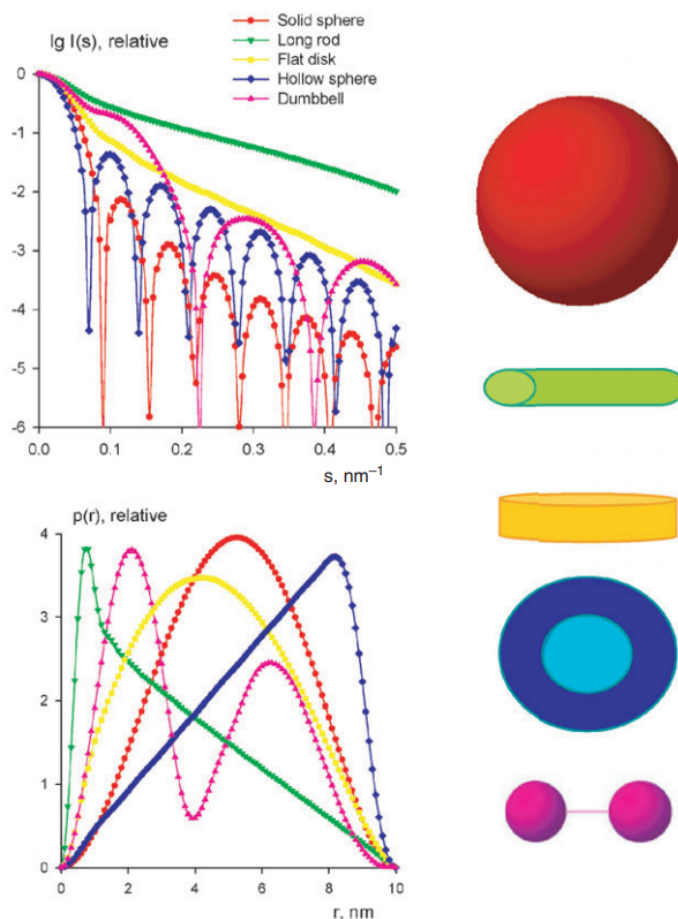 lg I(s), relative
Solid sphere
Long rod
Flat disk
Hollow sphere
Dumbbell
0
-1
-2
-3
-4
-5
-6
0.0 0.1 0.2 0.3 0.4 0.5
s, nm⁻¹
p(r), relative
4
3
2
1
0
0 2 4 6 8 10
r, nm